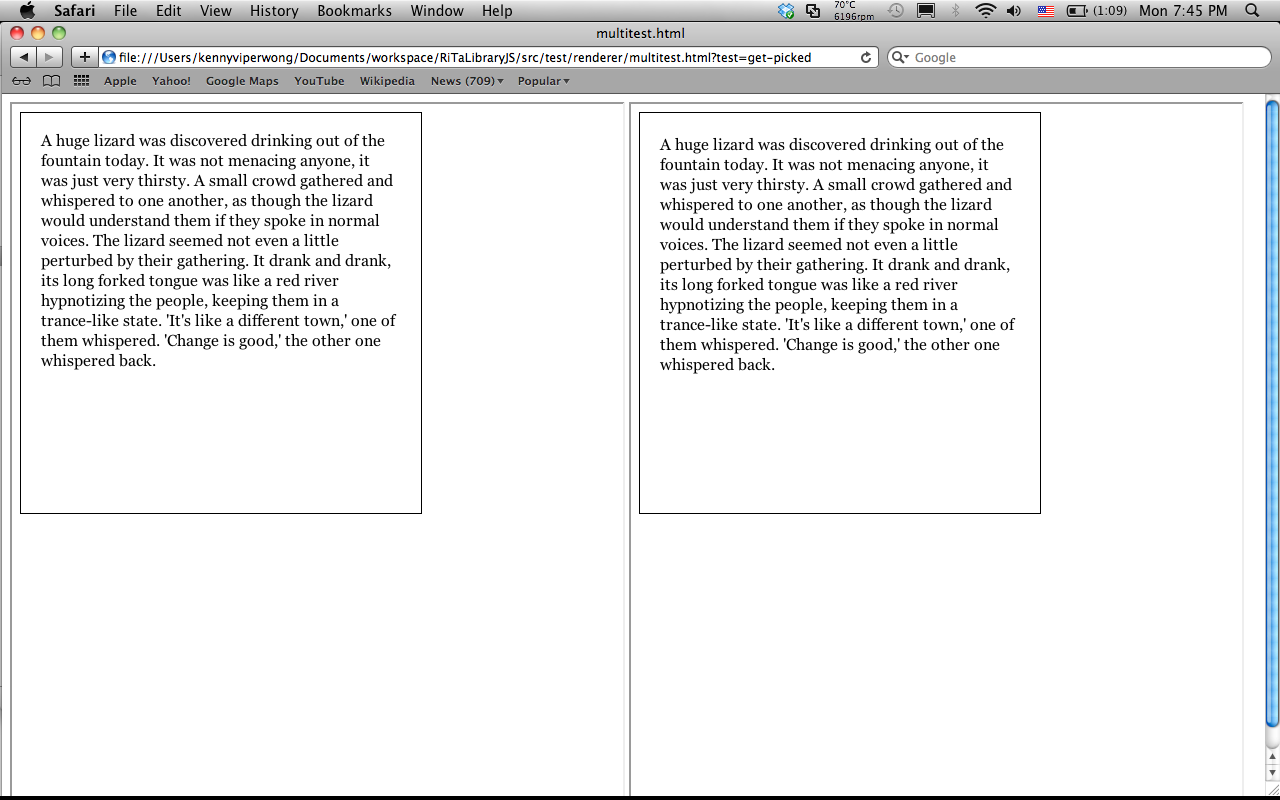 Safari File Edit View History Bookmarks Window Help 70°C 6196rpm (1:09) Mon 7:45 PM
multitest.html
file:///Users/kennyviperwong/Documents/workspace/RiTaLibraryJS/src/test/renderer/multitest.html?test=get-picked Google
Apple Yahoo! Google Maps YouTube Wikipedia News (709) Popular
A huge lizard was discovered drinking out of the
fountain today. It was not menacing anyone, it
was just very thirsty. A small crowd gathered and
whispered to one another, as though the lizard
would understand them if they spoke in normal
voices. The lizard seemed not even a little
perturbed by their gathering. It drank and drank,
its long forked tongue was like a red river
hypnotizing the people, keeping them in a
trance-like state. 'It's like a different town,' one of
them whispered. 'Change is good,' the other one
whispered back.
A huge lizard was discovered drinking out of the
fountain today. It was not menacing anyone, it
was just very thirsty. A small crowd gathered and
whispered to one another, as though the lizard
would understand them if they spoke in normal
voices. The lizard seemed not even a little
perturbed by their gathering. It drank and drank,
its long forked tongue was like a red river
hypnotizing the people, keeping them in a
trance-like state. 'It's like a different town,' one of
them whispered. 'Change is good,' the other one
whispered back.